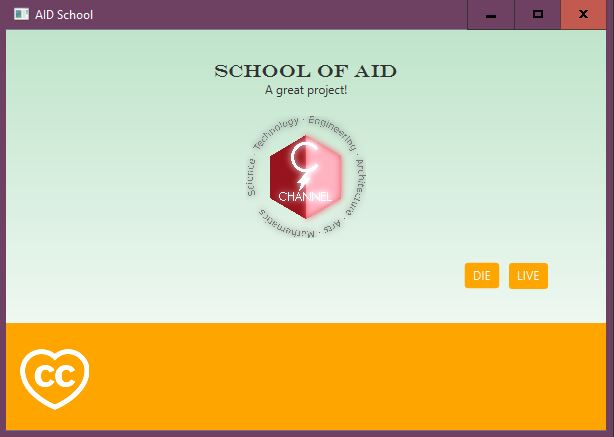 AID School
SCHOOL OF AID
A great project!
Science · Technology · Engineering · Architecture · Arts · Mathematics
C
CHANNEL
DIE
LIVE
CC